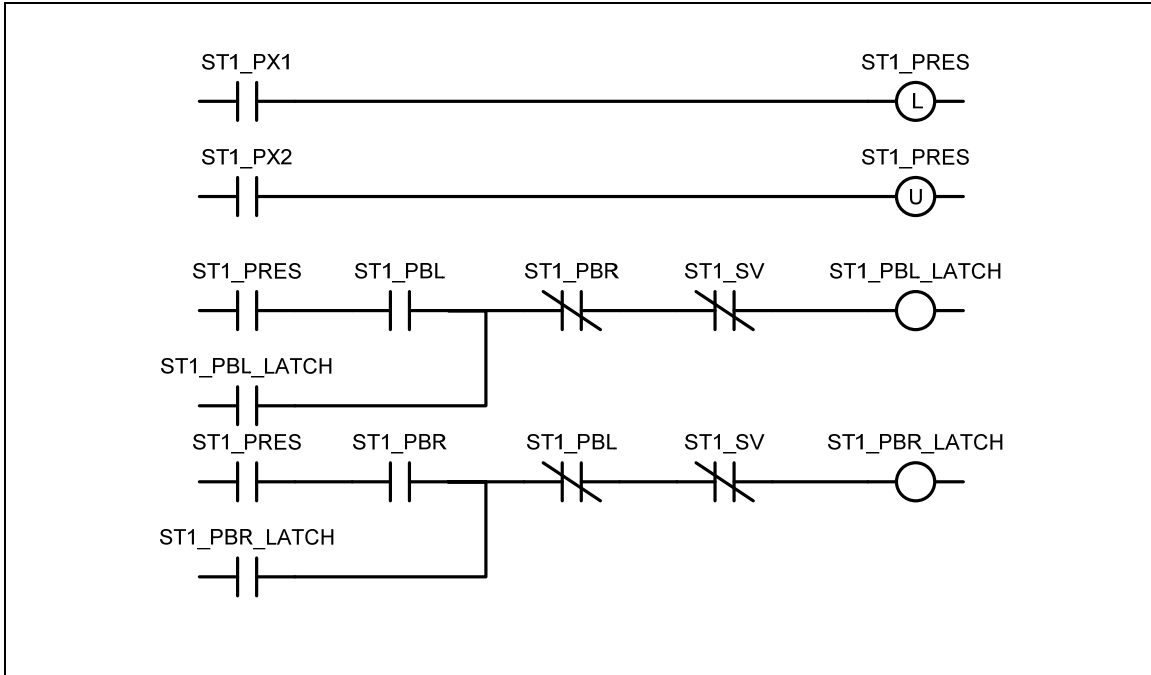 ST1_PX1 ST1_PRES
L
ST1_PX2 ST1_PRES
U
ST1_PRES ST1_PBL ST1_PBR ST1_SV ST1_PBL_LATCH
ST1_PBL_LATCH
ST1_PRES ST1_PBR ST1_PBL ST1_SV ST1_PBR_LATCH
ST1_PBR_LATCH